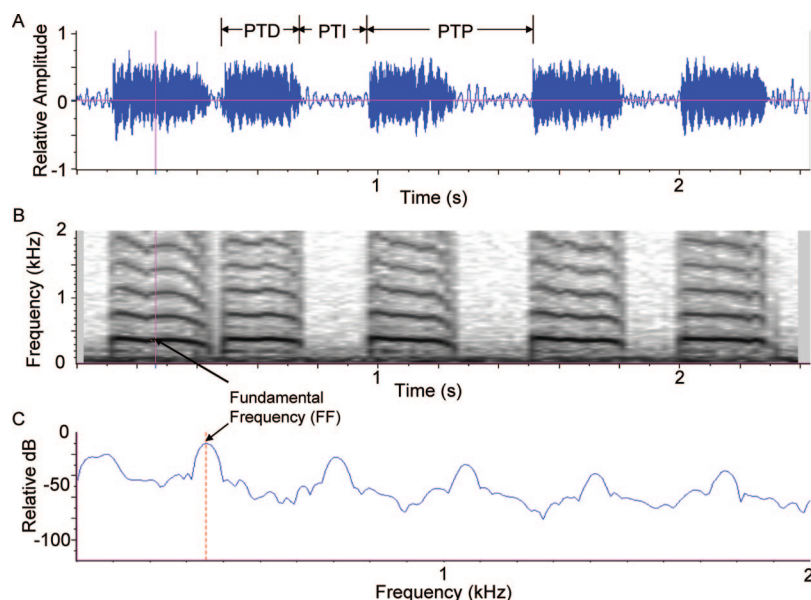 A
PTD
PTI
PTP
Relative Amplitude
1
0
-1
1
2
Time (s)
B
Frequency (kHz)
2
1
0
1
2
Time (s)
Fundamental
Frequency (FF)
C
Relative dB
0
-50
-100
1
2
Frequency (kHz)